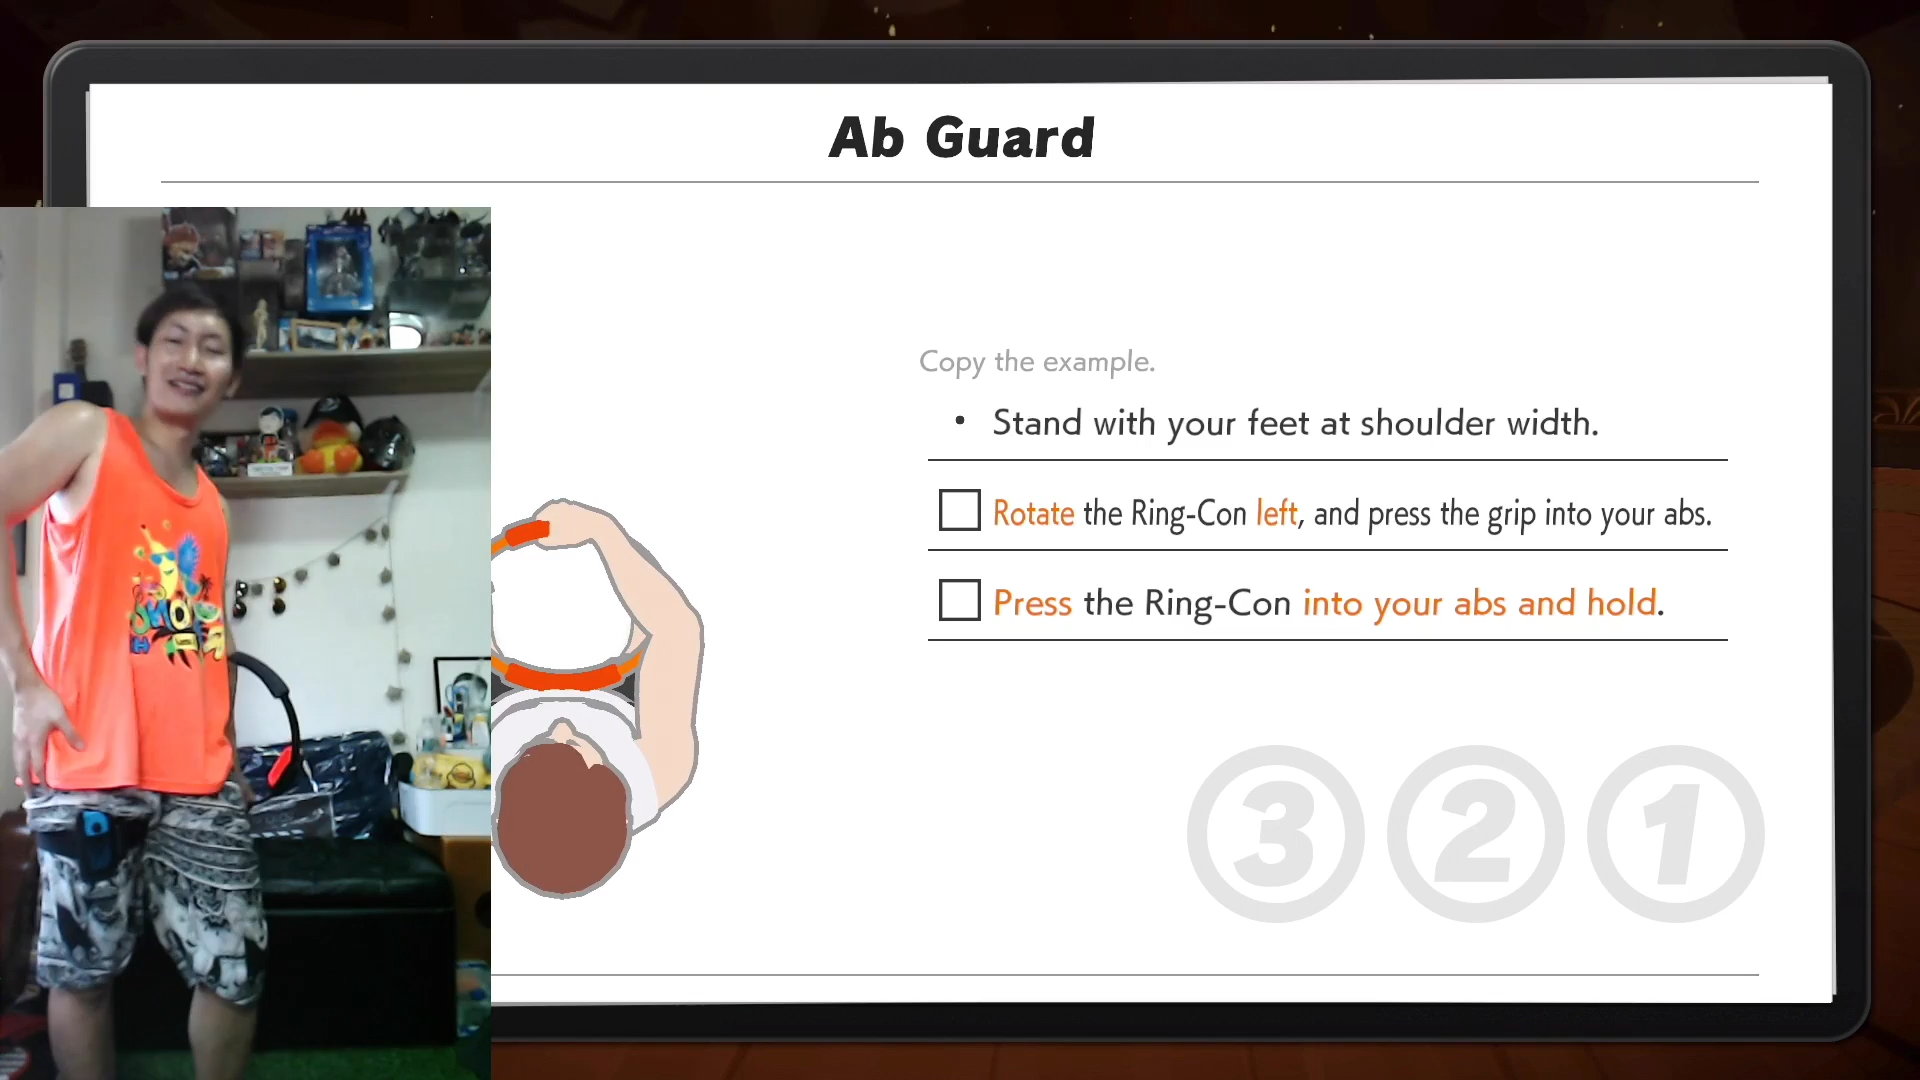 Ab Guard
Copy the example.
• Stand with your feet at shoulder width.
Rotate the Ring-Con left, and press the grip into your abs.
Press the Ring-Con into your abs and hold.
3 2 1